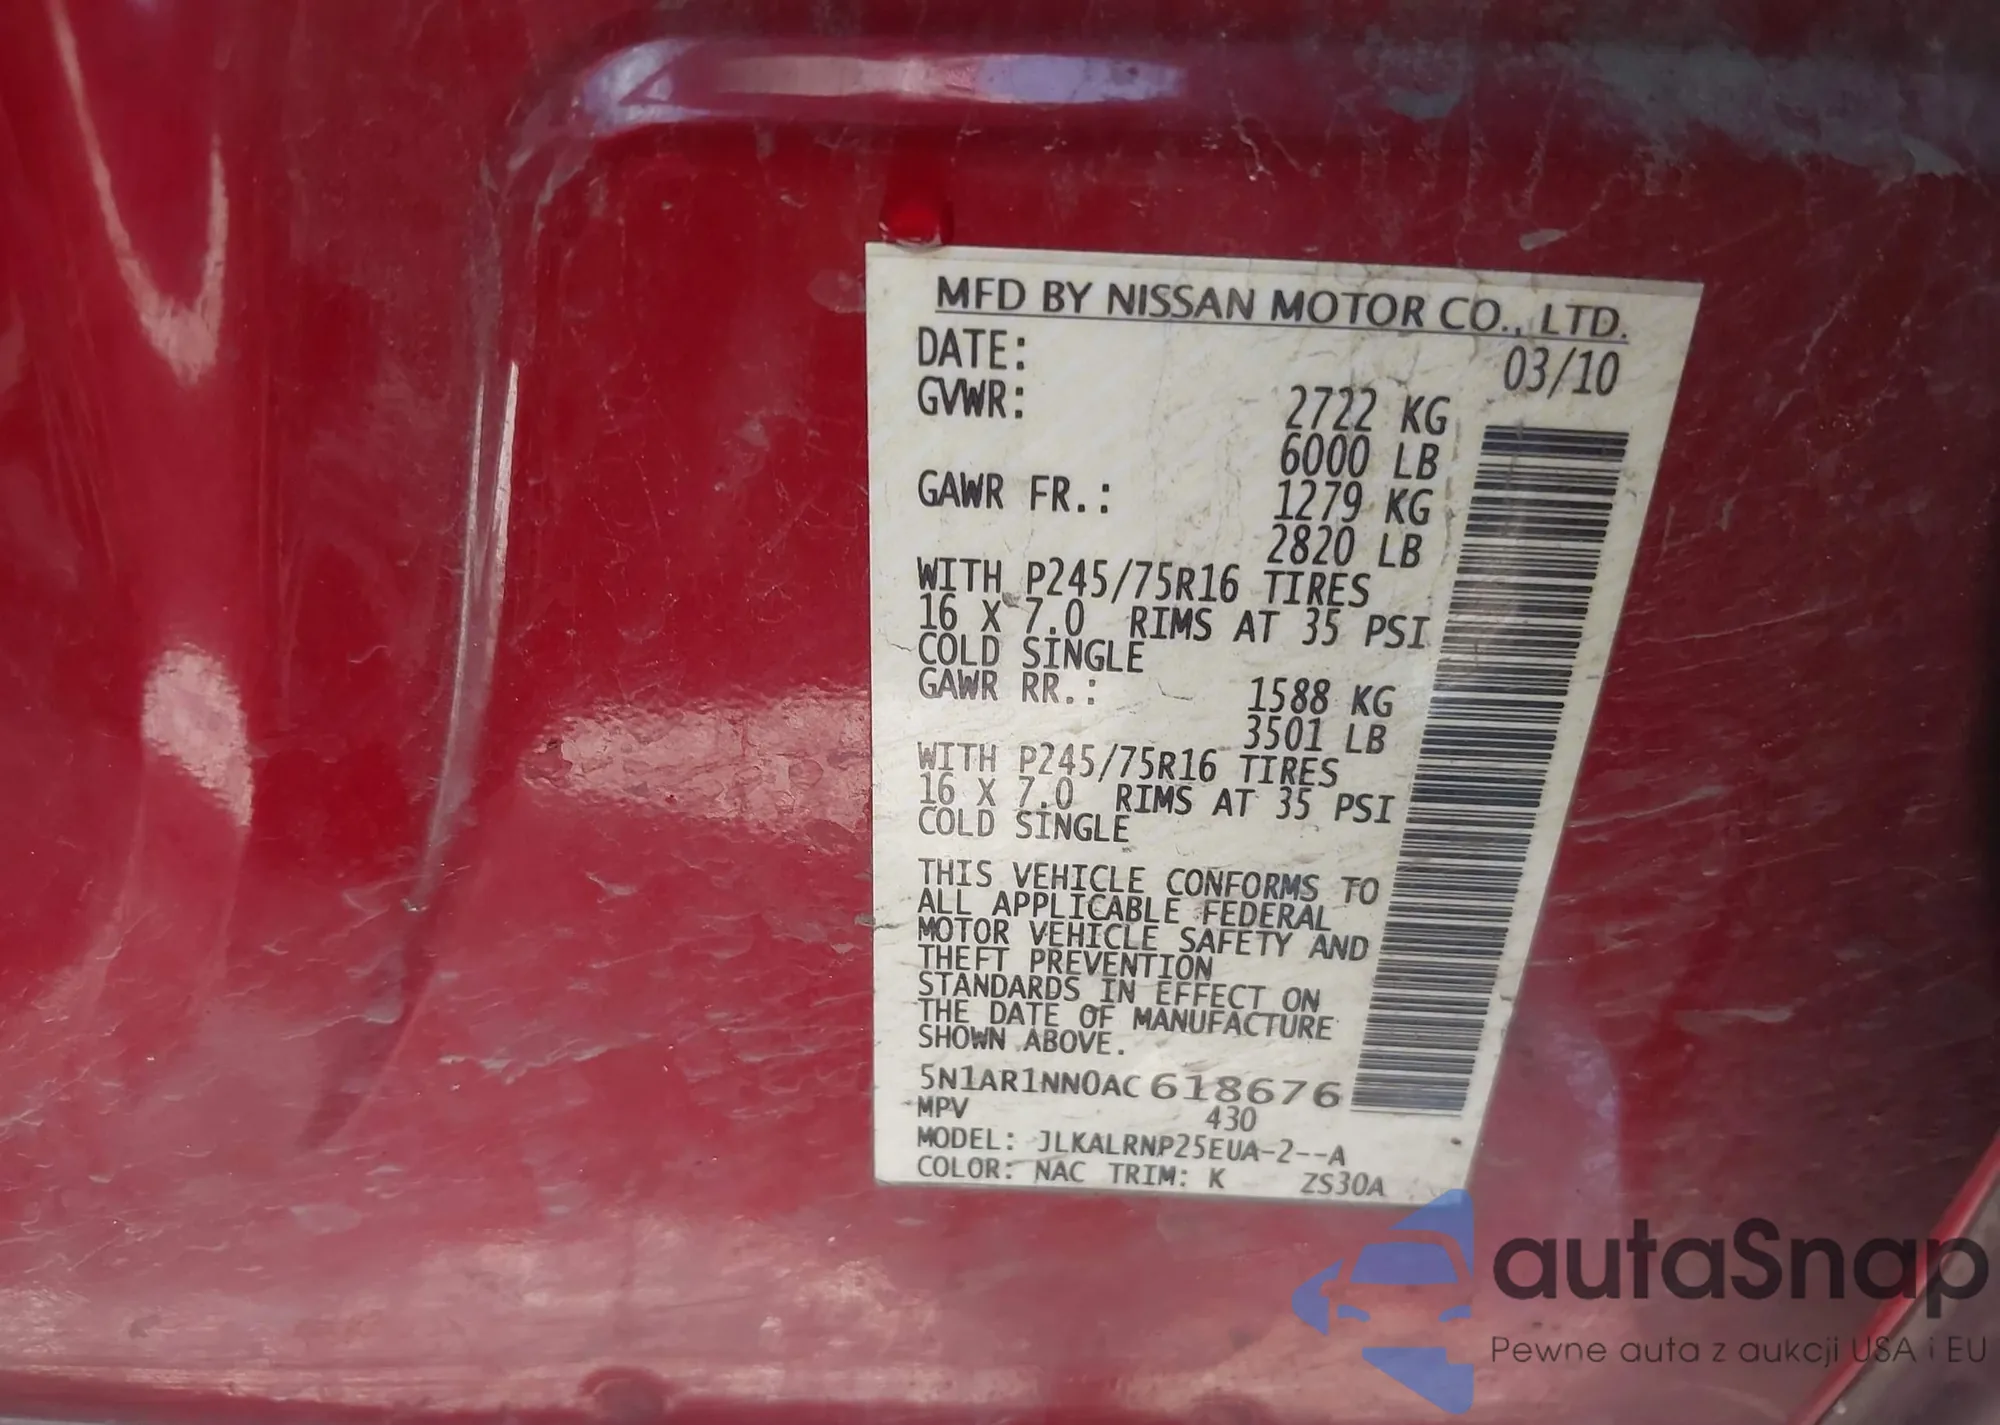 MFD BY NISSAN MOTOR CO., LTD.
DATE: 03/10
GVWR: 2722 KG
6000 LB
GAWR FR.: 1279 KG
2820 LB
WITH P245/75R16 TIRES
16 X 7.0 RIMS AT 35 PSI
COLD SINGLE
GAWR RR.: 1588 KG
3501 LB
WITH P245/75R16 TIRES
16 X 7.0 RIMS AT 35 PSI
COLD SINGLE
THIS VEHICLE CONFORMS TO
ALL APPLICABLE FEDERAL
MOTOR VEHICLE SAFETY AND
THEFT PREVENTION
STANDARDS IN EFFECT ON
THE DATE OF MANUFACTURE
SHOWN ABOVE.
5N1AR1NN0AC618676
MPV 430
MODEL: JLKALRNP25EUA-2--A
COLOR: NAC TRIM: K ZS30A
autaSnap
Pewne auta z aukcji USA i EU